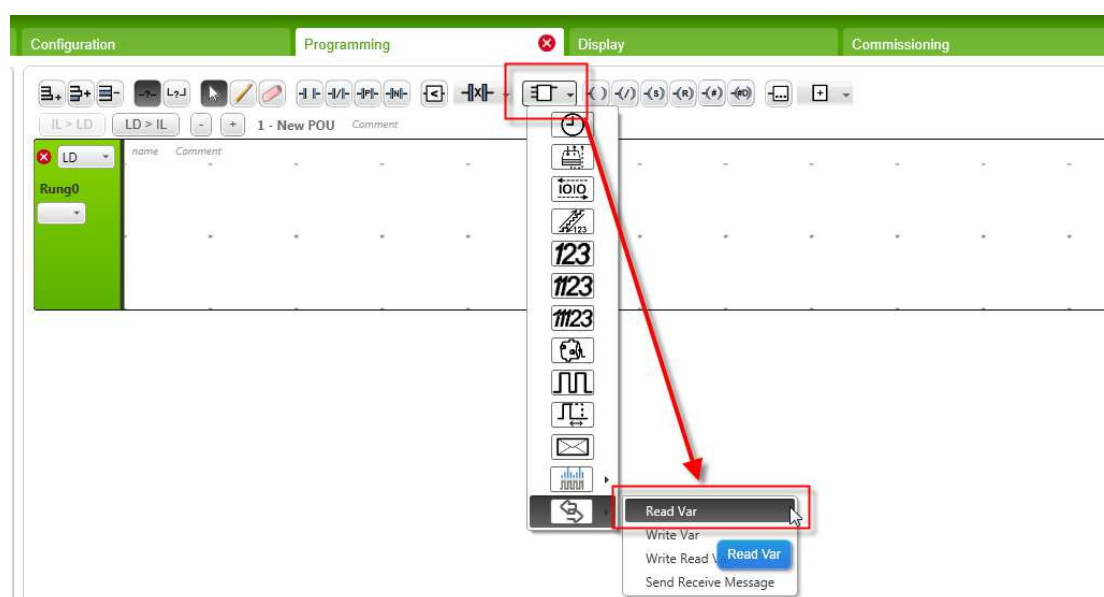 Configuration Programming Display Commissioning
IL > LD LD > IL - + 1 - New POU Comment
LD name Comment
Rung0
123
123
1123
11123
Read Var
Write Var
Write Read V
Read Var
Send Receive Message